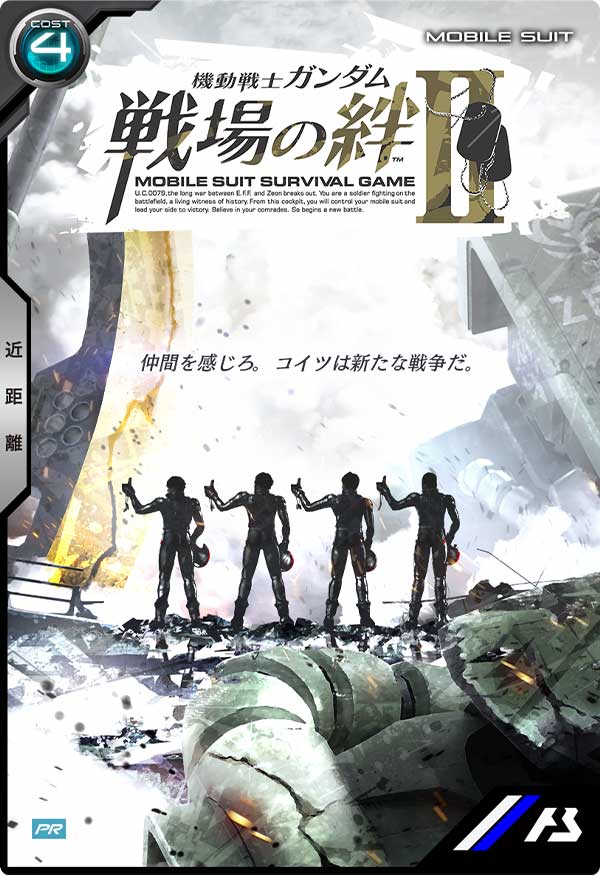 COST
4
MOBILE SUIT
機動戦士ガンダム
戦場の絆II
TM
MOBILE SUIT SURVIVAL GAME
U.C.0079, the long war between E.F.F. and Zeon breaks out. You are a soldier fighting on the
battlefield, a living witness of history. From this cockpit, you will control your mobile suit and
lead your side to victory. Believe in your comrades. So begins a new battle.
近距離
仲間を感じろ。コイツは新たな戦争だ。
PR